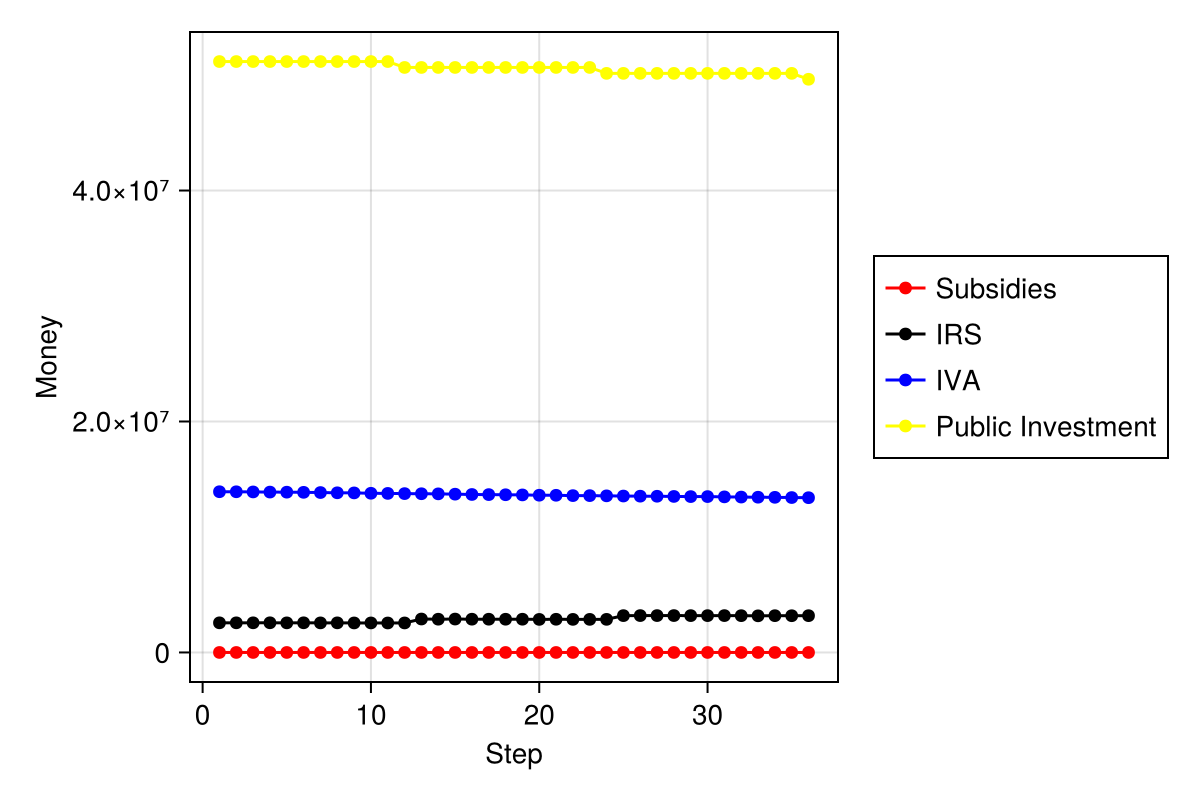 4.0×10⁷
2.0×10⁷
0
Money
0 10 20 30
Step
Subsidies
IRS
IVA
Public Investment